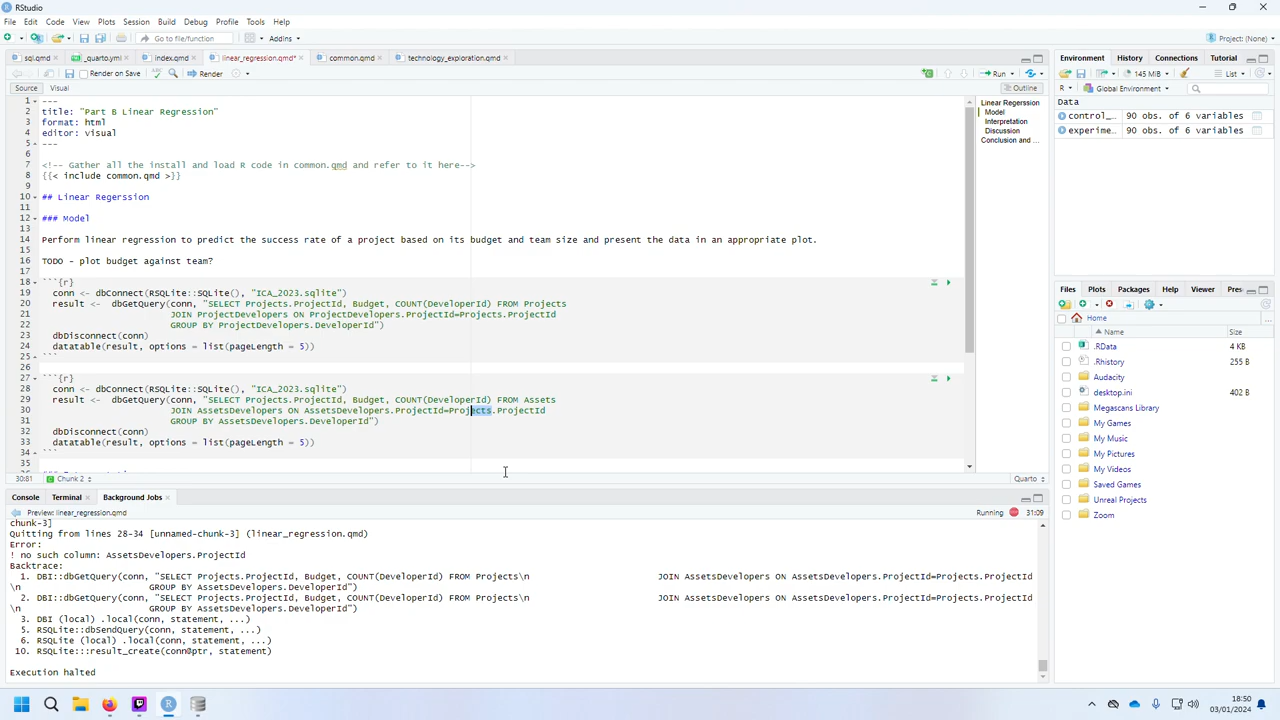 RStudio
File Edit Code View Plots Session Build Debug Profile Tools Help
Go to file/function Addins Project: (None)
sql.qmd _quarto.yml index.qmd linear_regression.qmd* common.qmd technology_exploration.qmd
Render on Save Render Run
Source Visual Outline
1 ---
2 title: "Part B Linear Regression"
3 format: html
4 editor: visual
5 ---
6
7 <!-- Gather all the install and load R code in common.qmd and refer to it here-->
8 {{< include common.qmd >}}
9
10 ## Linear Regerssion
11
12 ### Model
13
14 Perform linear regression to predict the success rate of a project based on its budget and team size and present the data in an appropriate plot.
15
16 TODO - plot budget against team?
17
18 ```{r}
19 conn <- dbConnect(RSQLite::SQLite(), "ICA_2023.sqlite")
20 result <- dbGetQuery(conn, "SELECT Projects.ProjectId, Budget, COUNT(DeveloperId) FROM Projects
21 JOIN ProjectDevelopers ON ProjectDevelopers.ProjectId=Projects.ProjectId
22 GROUP BY ProjectDevelopers.DeveloperId")
23 dbDisconnect(conn)
24 datatable(result, options = list(pageLength = 5))
25 ```
26
27 ```{r}
28 conn <- dbConnect(RSQLite::SQLite(), "ICA_2023.sqlite")
29 result <- dbGetQuery(conn, "SELECT Projects.ProjectId, Budget, COUNT(DeveloperId) FROM Assets
30 JOIN AssetsDevelopers ON AssetsDevelopers.ProjectId=Projects.ProjectId
31 GROUP BY AssetsDevelopers.DeveloperId")
32 dbDisconnect(conn)
33 datatable(result, options = list(pageLength = 5))
34 ```
35
30:81 Chunk 2 Quarto
Linear Regerssion
Model
Interpretation
Discussion
Conclusion and ...
Console Terminal Background Jobs
Preview: linear_regression.qmd Running 31:09
chunk-3]
Quitting from lines 28-34 [unnamed-chunk-3] (linear_regression.qmd)
Error:
! no such column: AssetsDevelopers.ProjectId
Backtrace:
1. DBI::dbGetQuery(conn, "SELECT Projects.ProjectId, Budget, COUNT(DeveloperId) FROM Projects\n JOIN AssetsDevelopers ON AssetsDevelopers.ProjectId=Projects.ProjectId
\n GROUP BY AssetsDevelopers.DeveloperId")
2. DBI::dbGetQuery(conn, "SELECT Projects.ProjectId, Budget, COUNT(DeveloperId) FROM Projects\n JOIN AssetsDevelopers ON AssetsDevelopers.ProjectId=Projects.ProjectId
\n GROUP BY AssetsDevelopers.DeveloperId")
3. DBI (local) .local(conn, statement, ...)
5. RSQLite::dbSendQuery(conn, statement, ...)
6. RSQLite (local) .local(conn, statement, ...)
10. RSQLite:::result_create(conn@ptr, statement)
Execution halted
Environment History Connections Tutorial
145 MiB List
R Global Environment
Data
control_… 90 obs. of 6 variables
experime… 90 obs. of 6 variables
Files Plots Packages Help Viewer Pres
Home
Name Size
.RData 4 KB
.Rhistory 255 B
Audacity
desktop.ini 402 B
Megascans Library
My Games
My Music
My Pictures
My Videos
Saved Games
Unreal Projects
Zoom
18:50
03/01/2024